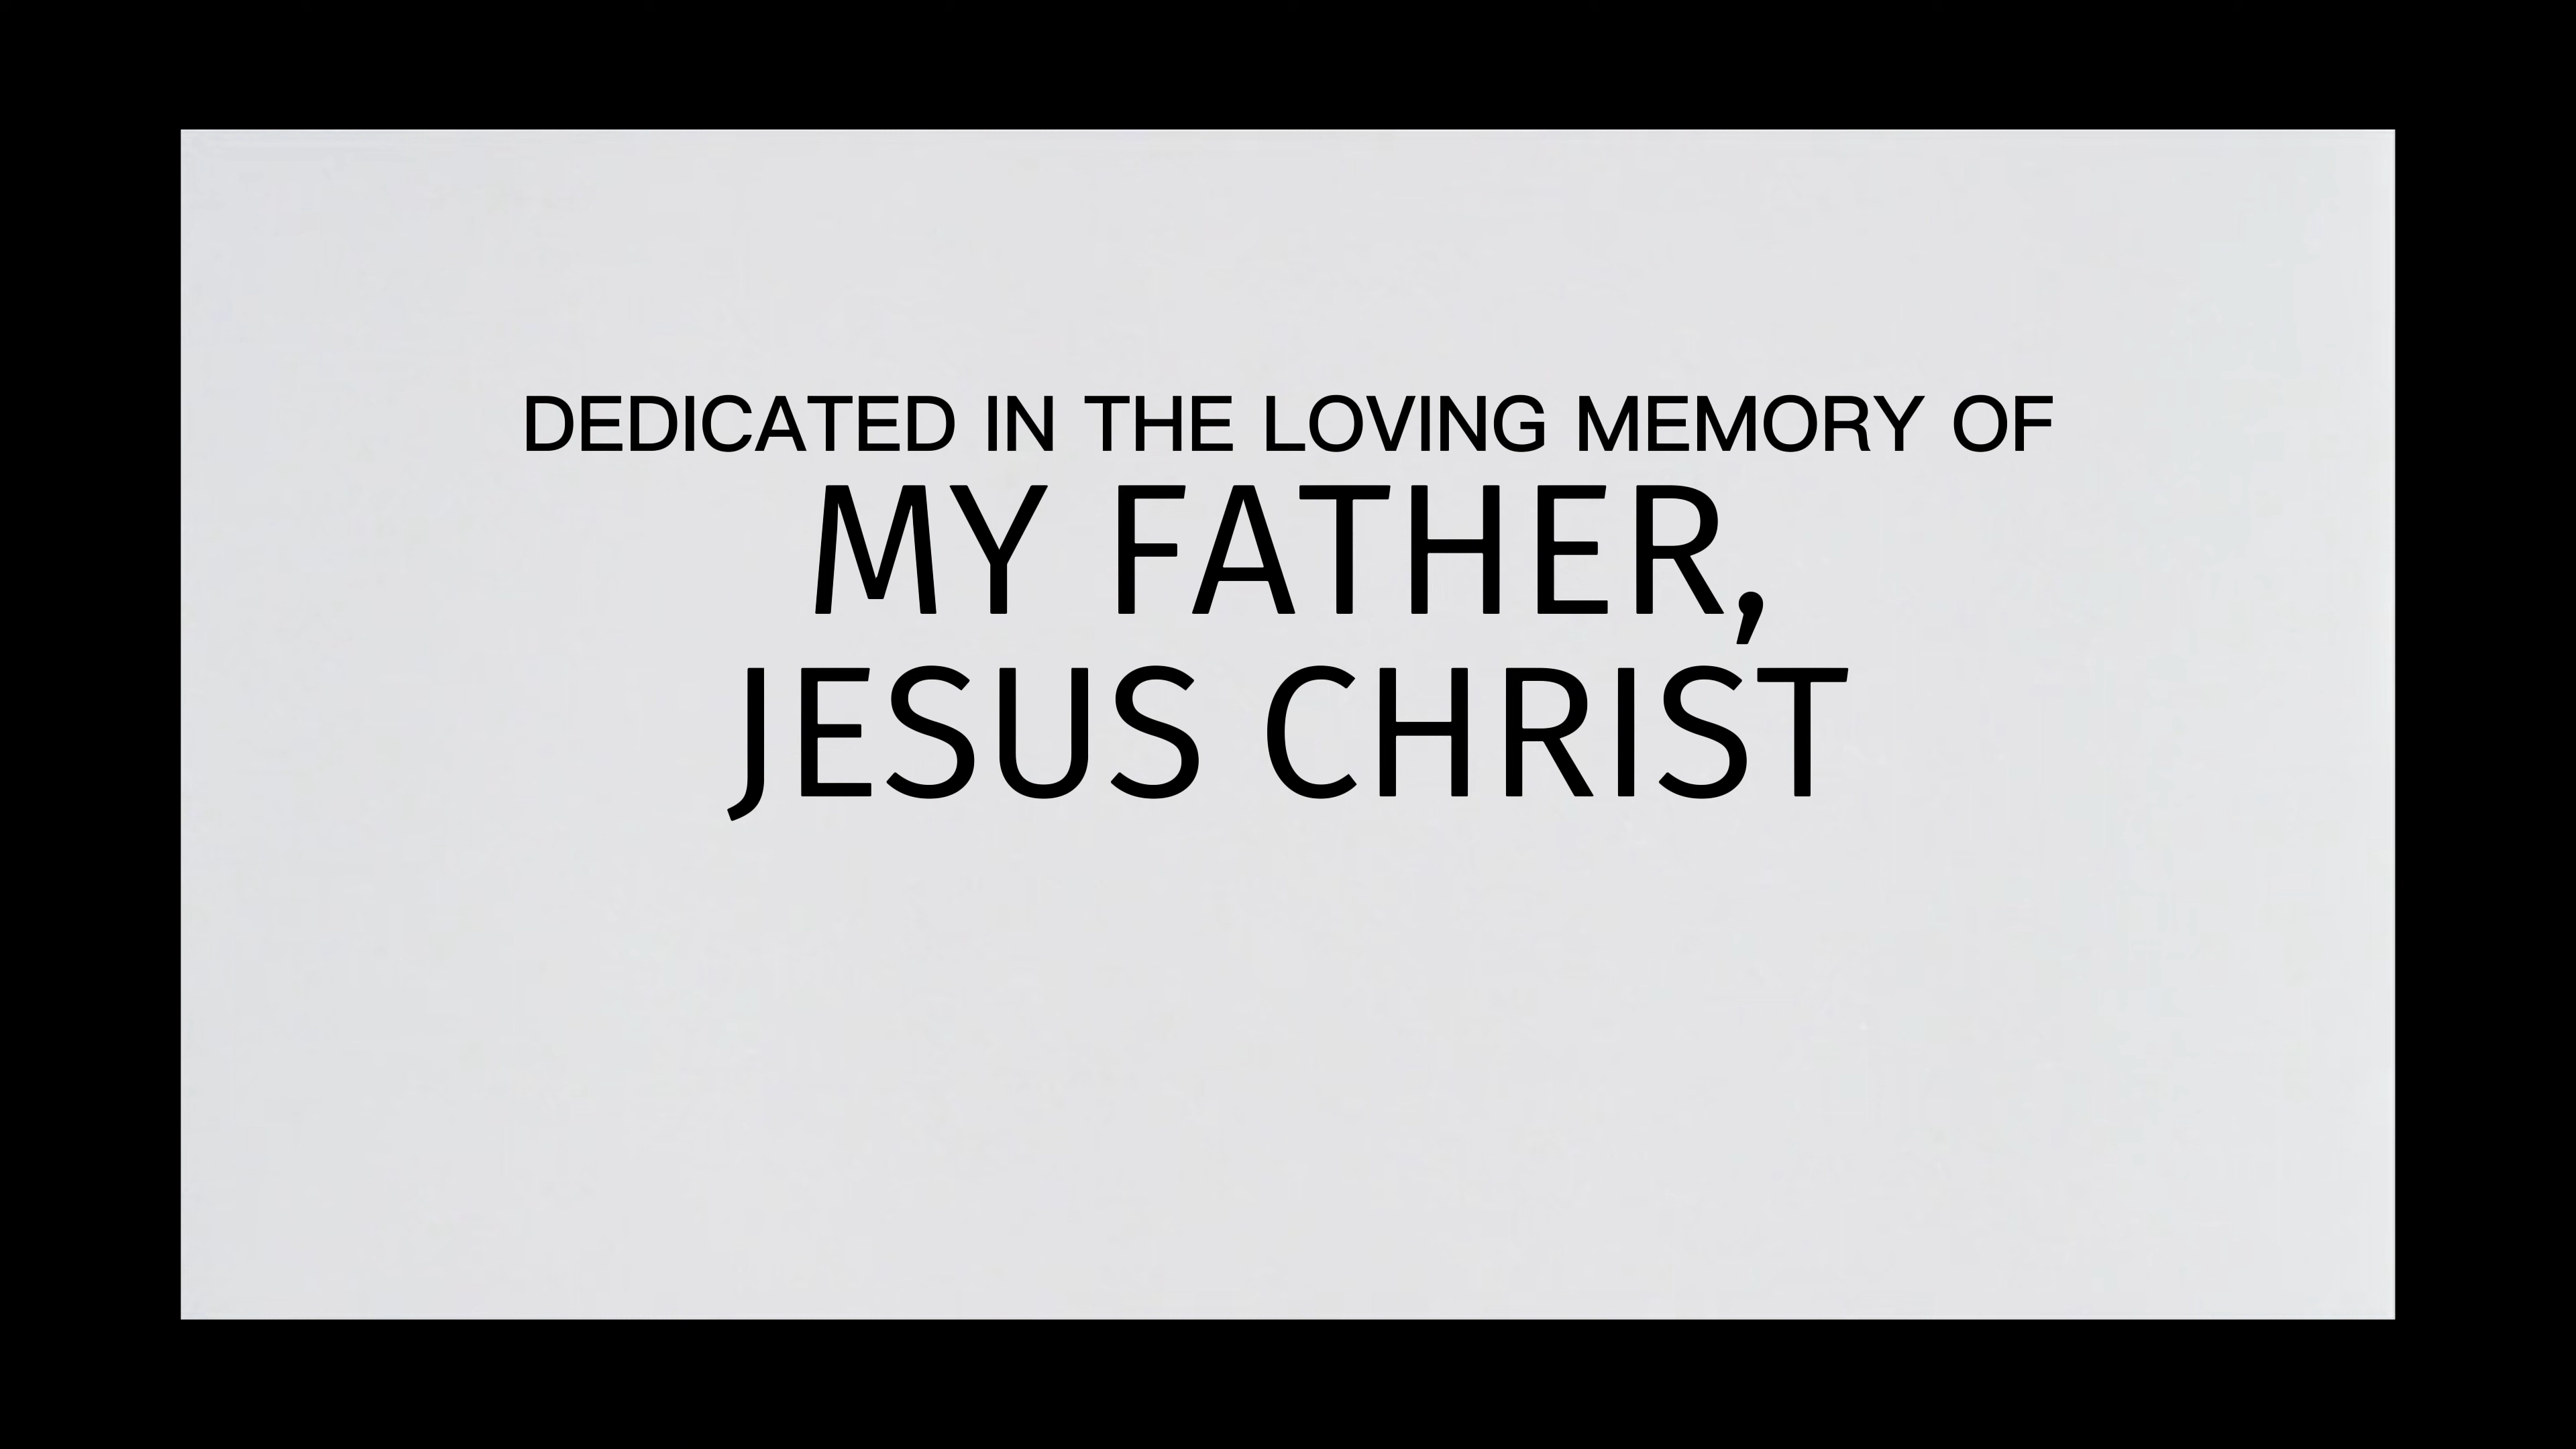 DEDICATED IN THE LOVING MEMORY OF
MY FATHER,
JESUS CHRIST